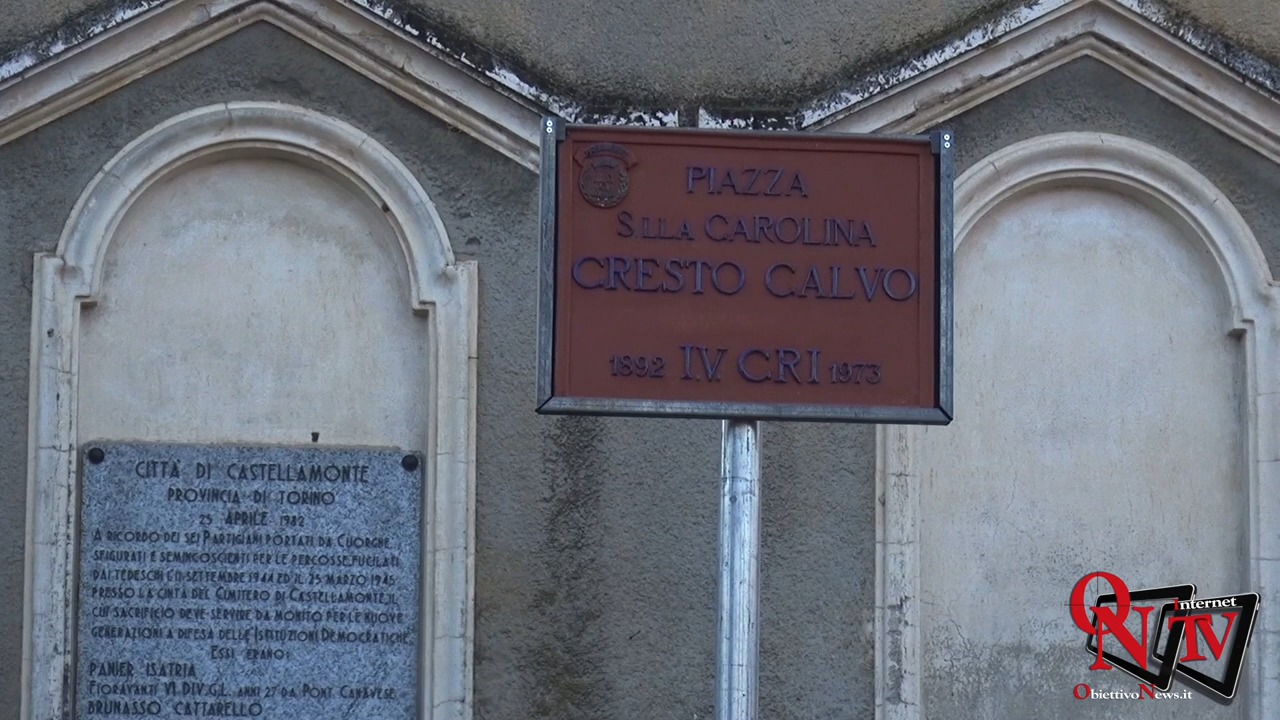 PIAZZA
S.LLA CAROLINA
CRESTO CALVO
1892 I.V. CRI 1973
CITTÀ DI CASTELLAMONTE
PROVINCIA DI TORINO
25 APRILE 1982
A RICORDO DEI SEI PARTIGIANI PORTATI DA CUORGNE
SFIGURATI E SEMINCOSCIENTI PER LE PERCOSSE, FUCILATI
DAI TEDESCHI L'11 SETTEMBRE 1944 ED IL 25 MARZO 1945
PRESSO LA CINTA DEL CIMITERO DI CASTELLAMONTE, IL
CUI SACRIFICIO DEVE SERVIRE DA MONITO PER LE NUOVE
GENERAZIONI A DIFESA DELLE ISTITUZIONI DEMOCRATICHE
ESSI ERANO:
PANIER ISATRIA
FIORAVANTI VI DIV. G.L. ANNI 27 DA PONT CANAVESE
BRUNASSO CATTARELLO
ON Internet TV
ObiettivoNews.it